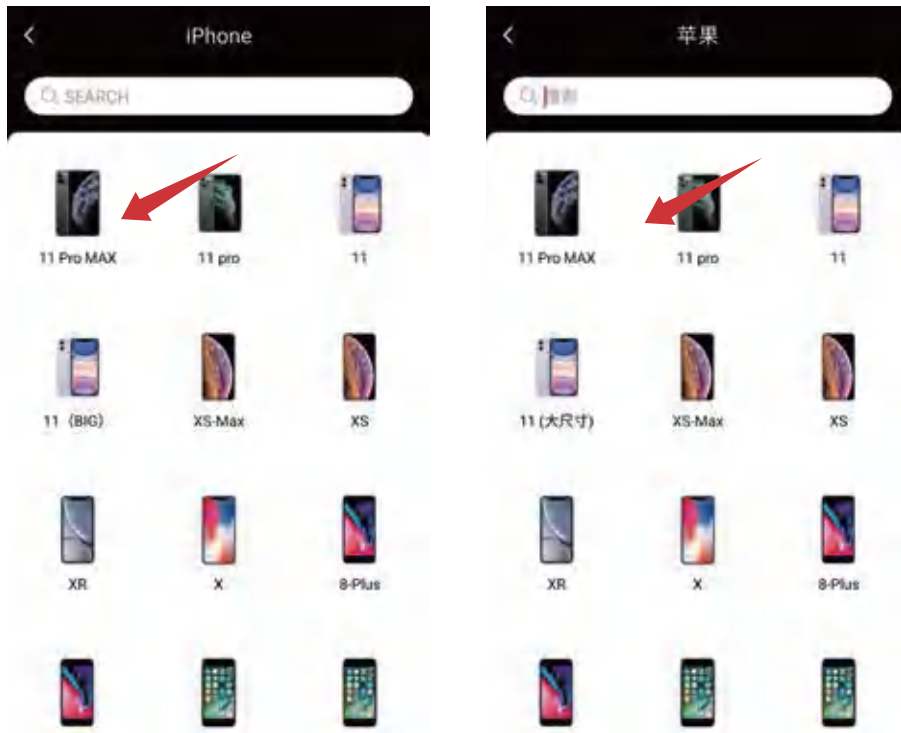 iPhone
SEARCH
11 Pro MAX 11 pro 11
11 (BIG) XS-Max XS
XR X 8-Plus
苹果
11 Pro MAX 11 pro 11
11 (大尺寸) XS-Max XS
XR X 8-Plus